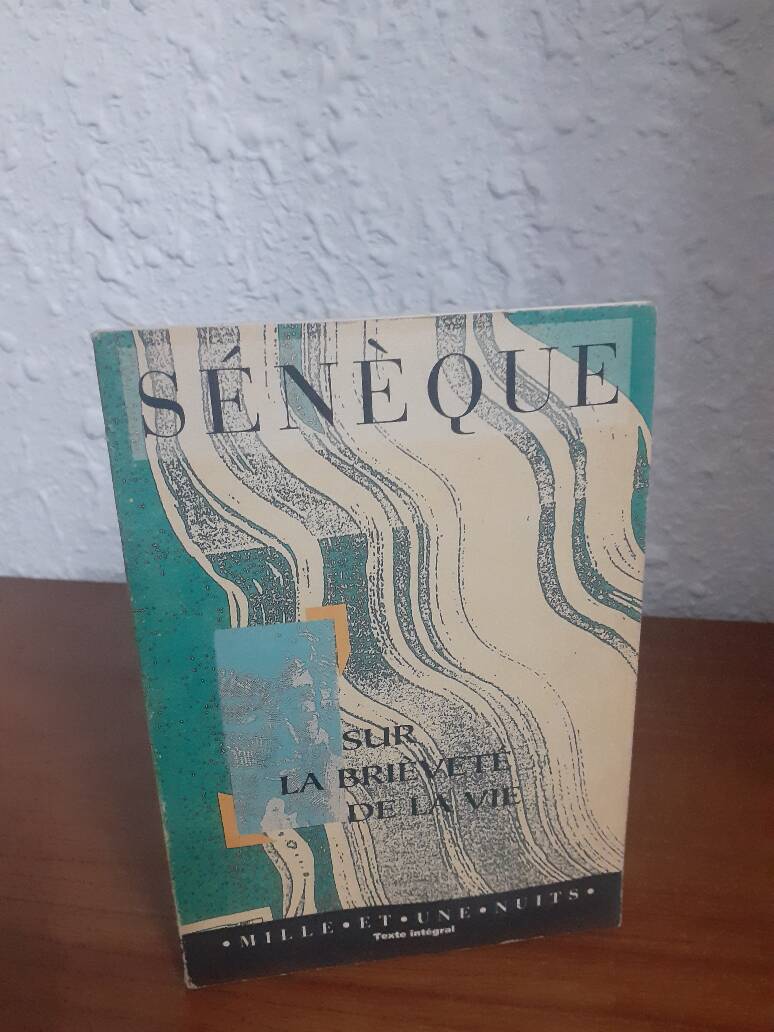 SÉNÈQUE
SUR
LA BRIÈVETÉ
DE LA VIE
•MILLE•ET•UNE•NUITS•
Texte intégral